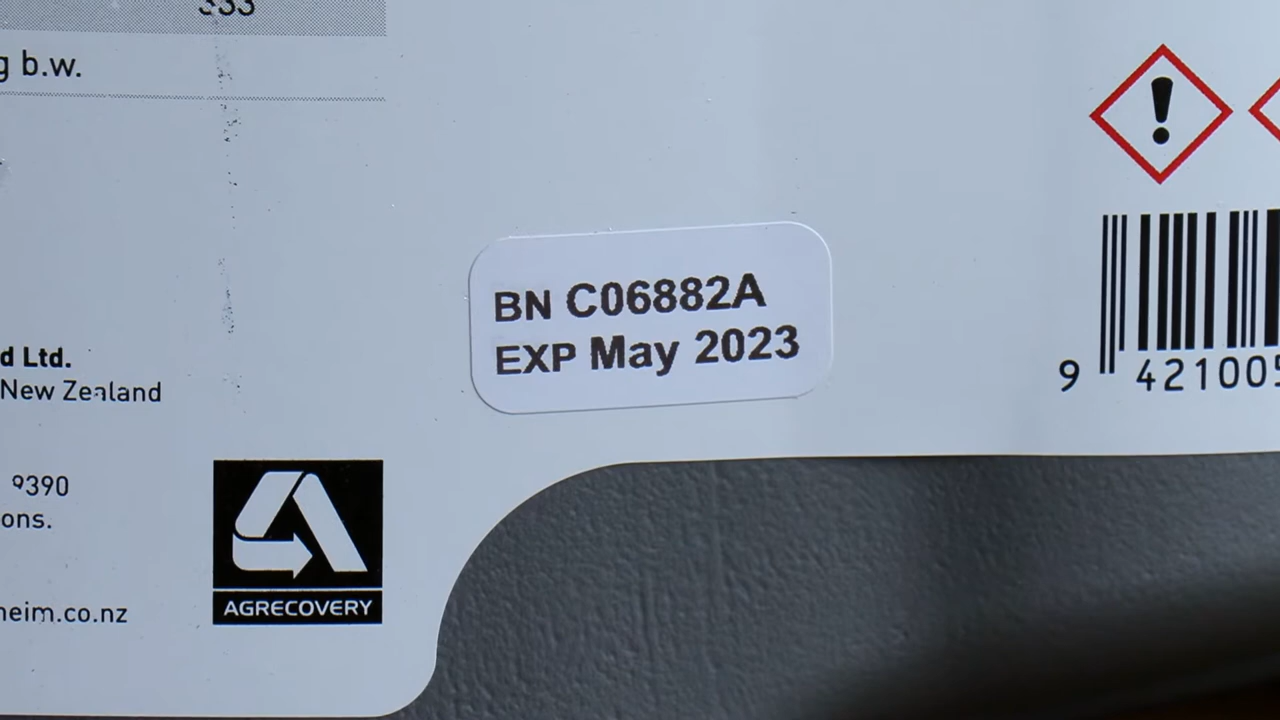 333
g b.w.
BN C06882A
EXP May 2023
d Ltd.
New Zealand
9 421005
9390
ons.
heim.co.nz
AGRECOVERY